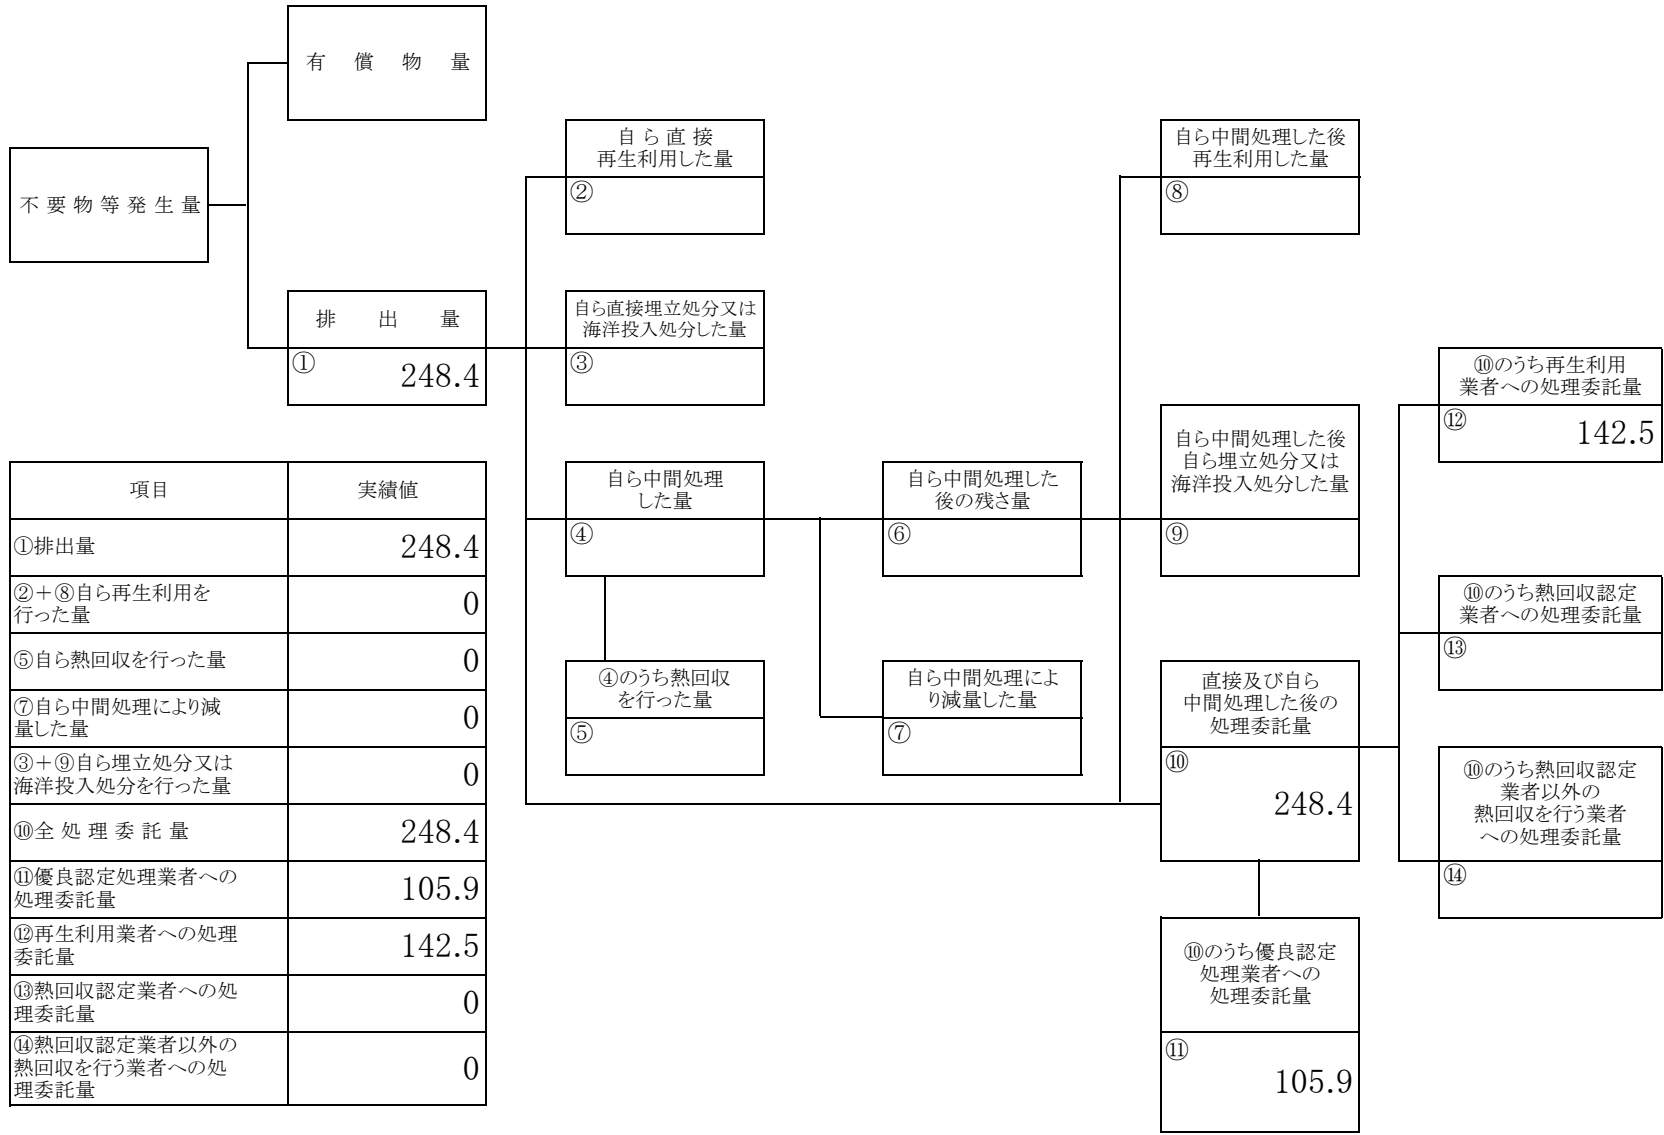 有償物量
不要物等発生量
排出量
①
248.4
自ら直接
再生利用した量
②
自ら直接埋立処分又は
海洋投入処分した量
③
自ら中間処理
した量
④
④のうち熱回収
を行った量
⑤
自ら中間処理した
後の残さ量
⑥
自ら中間処理によ
り減量した量
⑦
自ら中間処理した後
再生利用した量
⑧
自ら中間処理した後
自ら埋立処分又は
海洋投入処分した量
⑨
直接及び自ら
中間処理した後の
処理委託量
⑩
248.4
⑩のうち優良認定
処理業者への
処理委託量
⑪
105.9
⑩のうち再生利用
業者への処理委託量
⑫
142.5
⑩のうち熱回収認定
業者への処理委託量
⑬
⑩のうち熱回収認定
業者以外の
熱回収を行う業者
への処理委託量
⑭
項目 実績値
①排出量 248.4
②+⑧自ら再生利用を
行った量 0
⑤自ら熱回収を行った量 0
⑦自ら中間処理により減
量した量 0
③+⑨自ら埋立処分又は
海洋投入処分を行った量 0
⑩全処理委託量 248.4
⑪優良認定処理業者への
処理委託量 105.9
⑫再生利用業者への処理
委託量 142.5
⑬熱回収認定業者への処
理委託量 0
⑭熱回収認定業者以外の
熱回収を行う業者への処
理委託量 0